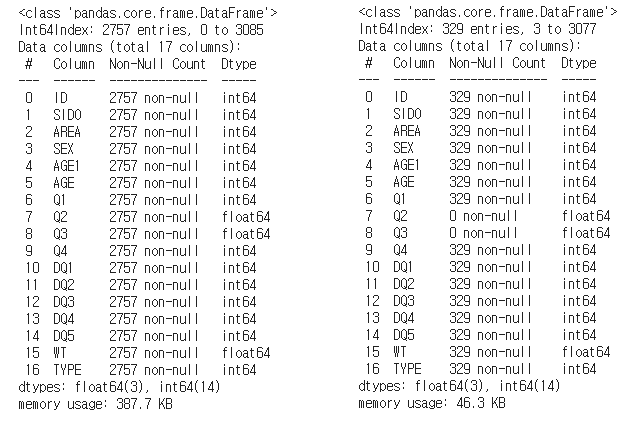 <class 'pandas.core.frame.DataFrame'>
Int64Index: 2757 entries, 0 to 3085
Data columns (total 17 columns):
 #   Column  Non-Null Count  Dtype
---  ------  --------------  -----
 0   ID      2757 non-null   int64
 1   SIDO    2757 non-null   int64
 2   AREA    2757 non-null   int64
 3   SEX     2757 non-null   int64
 4   AGE1    2757 non-null   int64
 5   AGE     2757 non-null   int64
 6   Q1      2757 non-null   int64
 7   Q2      2757 non-null   float64
 8   Q3      2757 non-null   float64
 9   Q4      2757 non-null   int64
 10  DQ1     2757 non-null   int64
 11  DQ2     2757 non-null   int64
 12  DQ3     2757 non-null   int64
 13  DQ4     2757 non-null   int64
 14  DQ5     2757 non-null   int64
 15  WT      2757 non-null   float64
 16  TYPE    2757 non-null   int64
dtypes: float64(3), int64(14)
memory usage: 387.7 KB
<class 'pandas.core.frame.DataFrame'>
Int64Index: 329 entries, 3 to 3077
Data columns (total 17 columns):
 #   Column  Non-Null Count  Dtype
---  ------  --------------  -----
 0   ID      329 non-null    int64
 1   SIDO    329 non-null    int64
 2   AREA    329 non-null    int64
 3   SEX     329 non-null    int64
 4   AGE1    329 non-null    int64
 5   AGE     329 non-null    int64
 6   Q1      329 non-null    int64
 7   Q2      0 non-null      float64
 8   Q3      0 non-null      float64
 9   Q4      329 non-null    int64
 10  DQ1     329 non-null    int64
 11  DQ2     329 non-null    int64
 12  DQ3     329 non-null    int64
 13  DQ4     329 non-null    int64
 14  DQ5     329 non-null    int64
 15  WT      329 non-null    float64
 16  TYPE    329 non-null    int64
dtypes: float64(3), int64(14)
memory usage: 46.3 KB